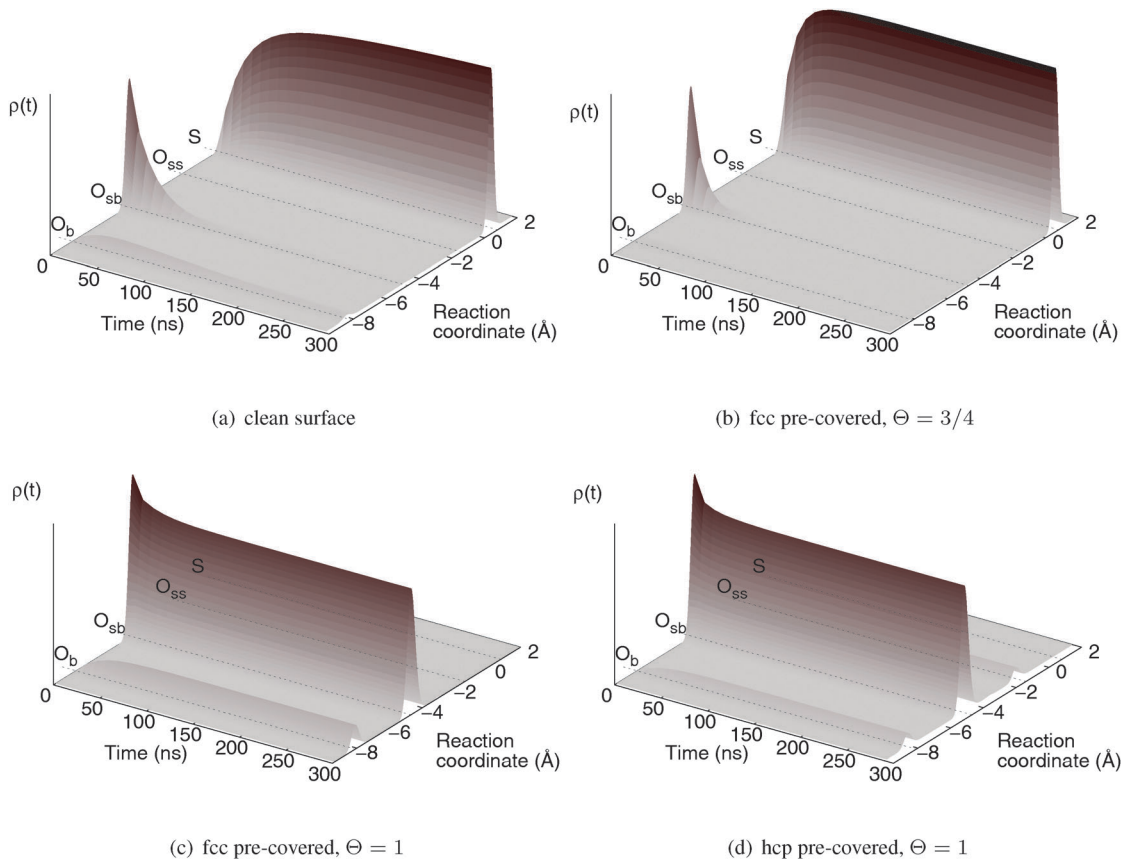 ρ(t)
S
O_ss
O_sb
O_b
0
50
100
150
200
250
300
Time (ns)
−8
−6
−4
−2
0
2
Reaction
coordinate (Å)
(a) clean surface
ρ(t)
S
O_ss
O_sb
O_b
0
50
100
150
200
250
300
Time (ns)
−8
−6
−4
−2
0
2
Reaction
coordinate (Å)
(b) fcc pre-covered, Θ = 3/4
ρ(t)
S
O_ss
O_sb
O_b
0
50
100
150
200
250
300
Time (ns)
−8
−6
−4
−2
0
2
Reaction
coordinate (Å)
(c) fcc pre-covered, Θ = 1
ρ(t)
S
O_ss
O_sb
O_b
0
50
100
150
200
250
300
Time (ns)
−8
−6
−4
−2
0
2
Reaction
coordinate (Å)
(d) hcp pre-covered, Θ = 1